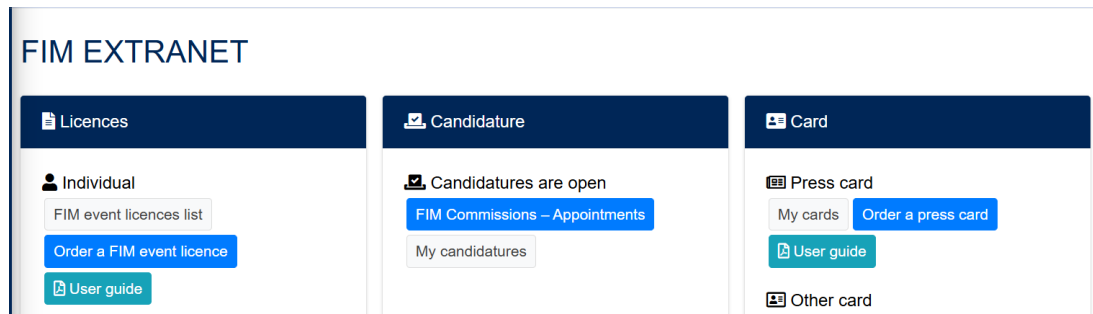 FIM EXTRANET
Licences
Individual
FIM event licences list
Order a FIM event licence
User guide
Candidature
Candidatures are open
FIM Commissions – Appointments
My candidatures
Card
Press card
My cards Order a press card
User guide
Other card